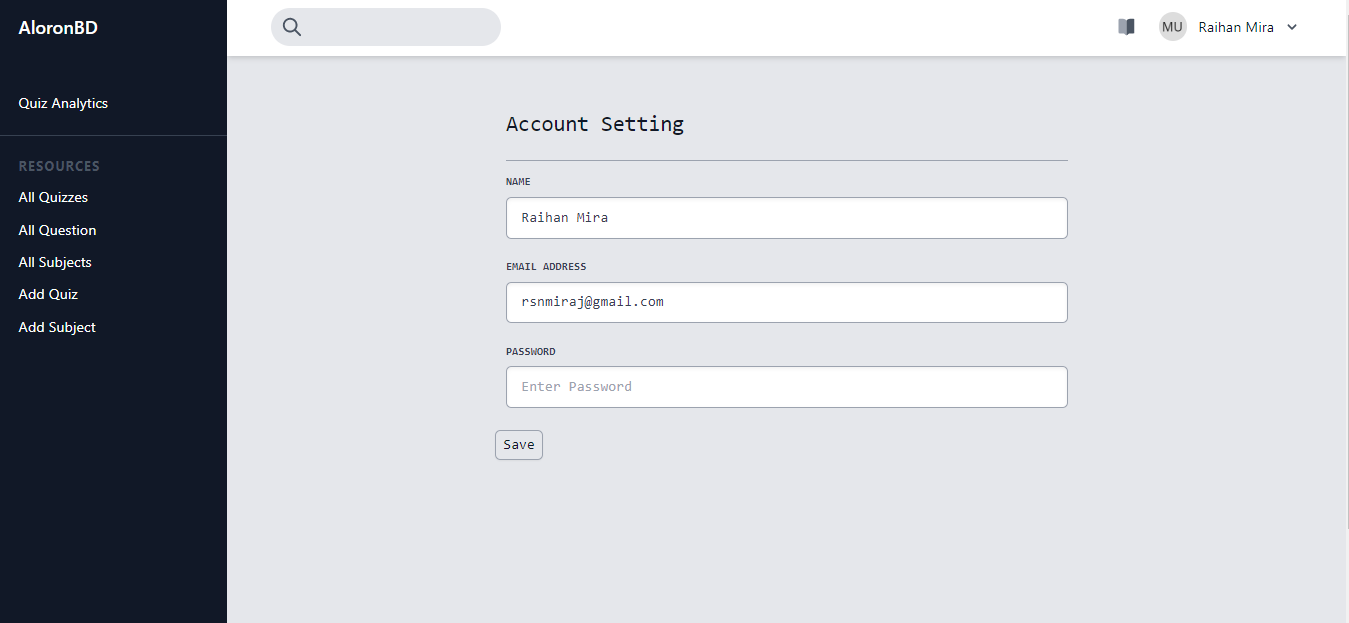 AloronBD
MU Raihan Mira
Quiz Analytics
RESOURCES
All Quizzes
All Question
All Subjects
Add Quiz
Add Subject
Account Setting
NAME
Raihan Mira
EMAIL ADDRESS
rsnmiraj@gmail.com
PASSWORD
Enter Password
Save